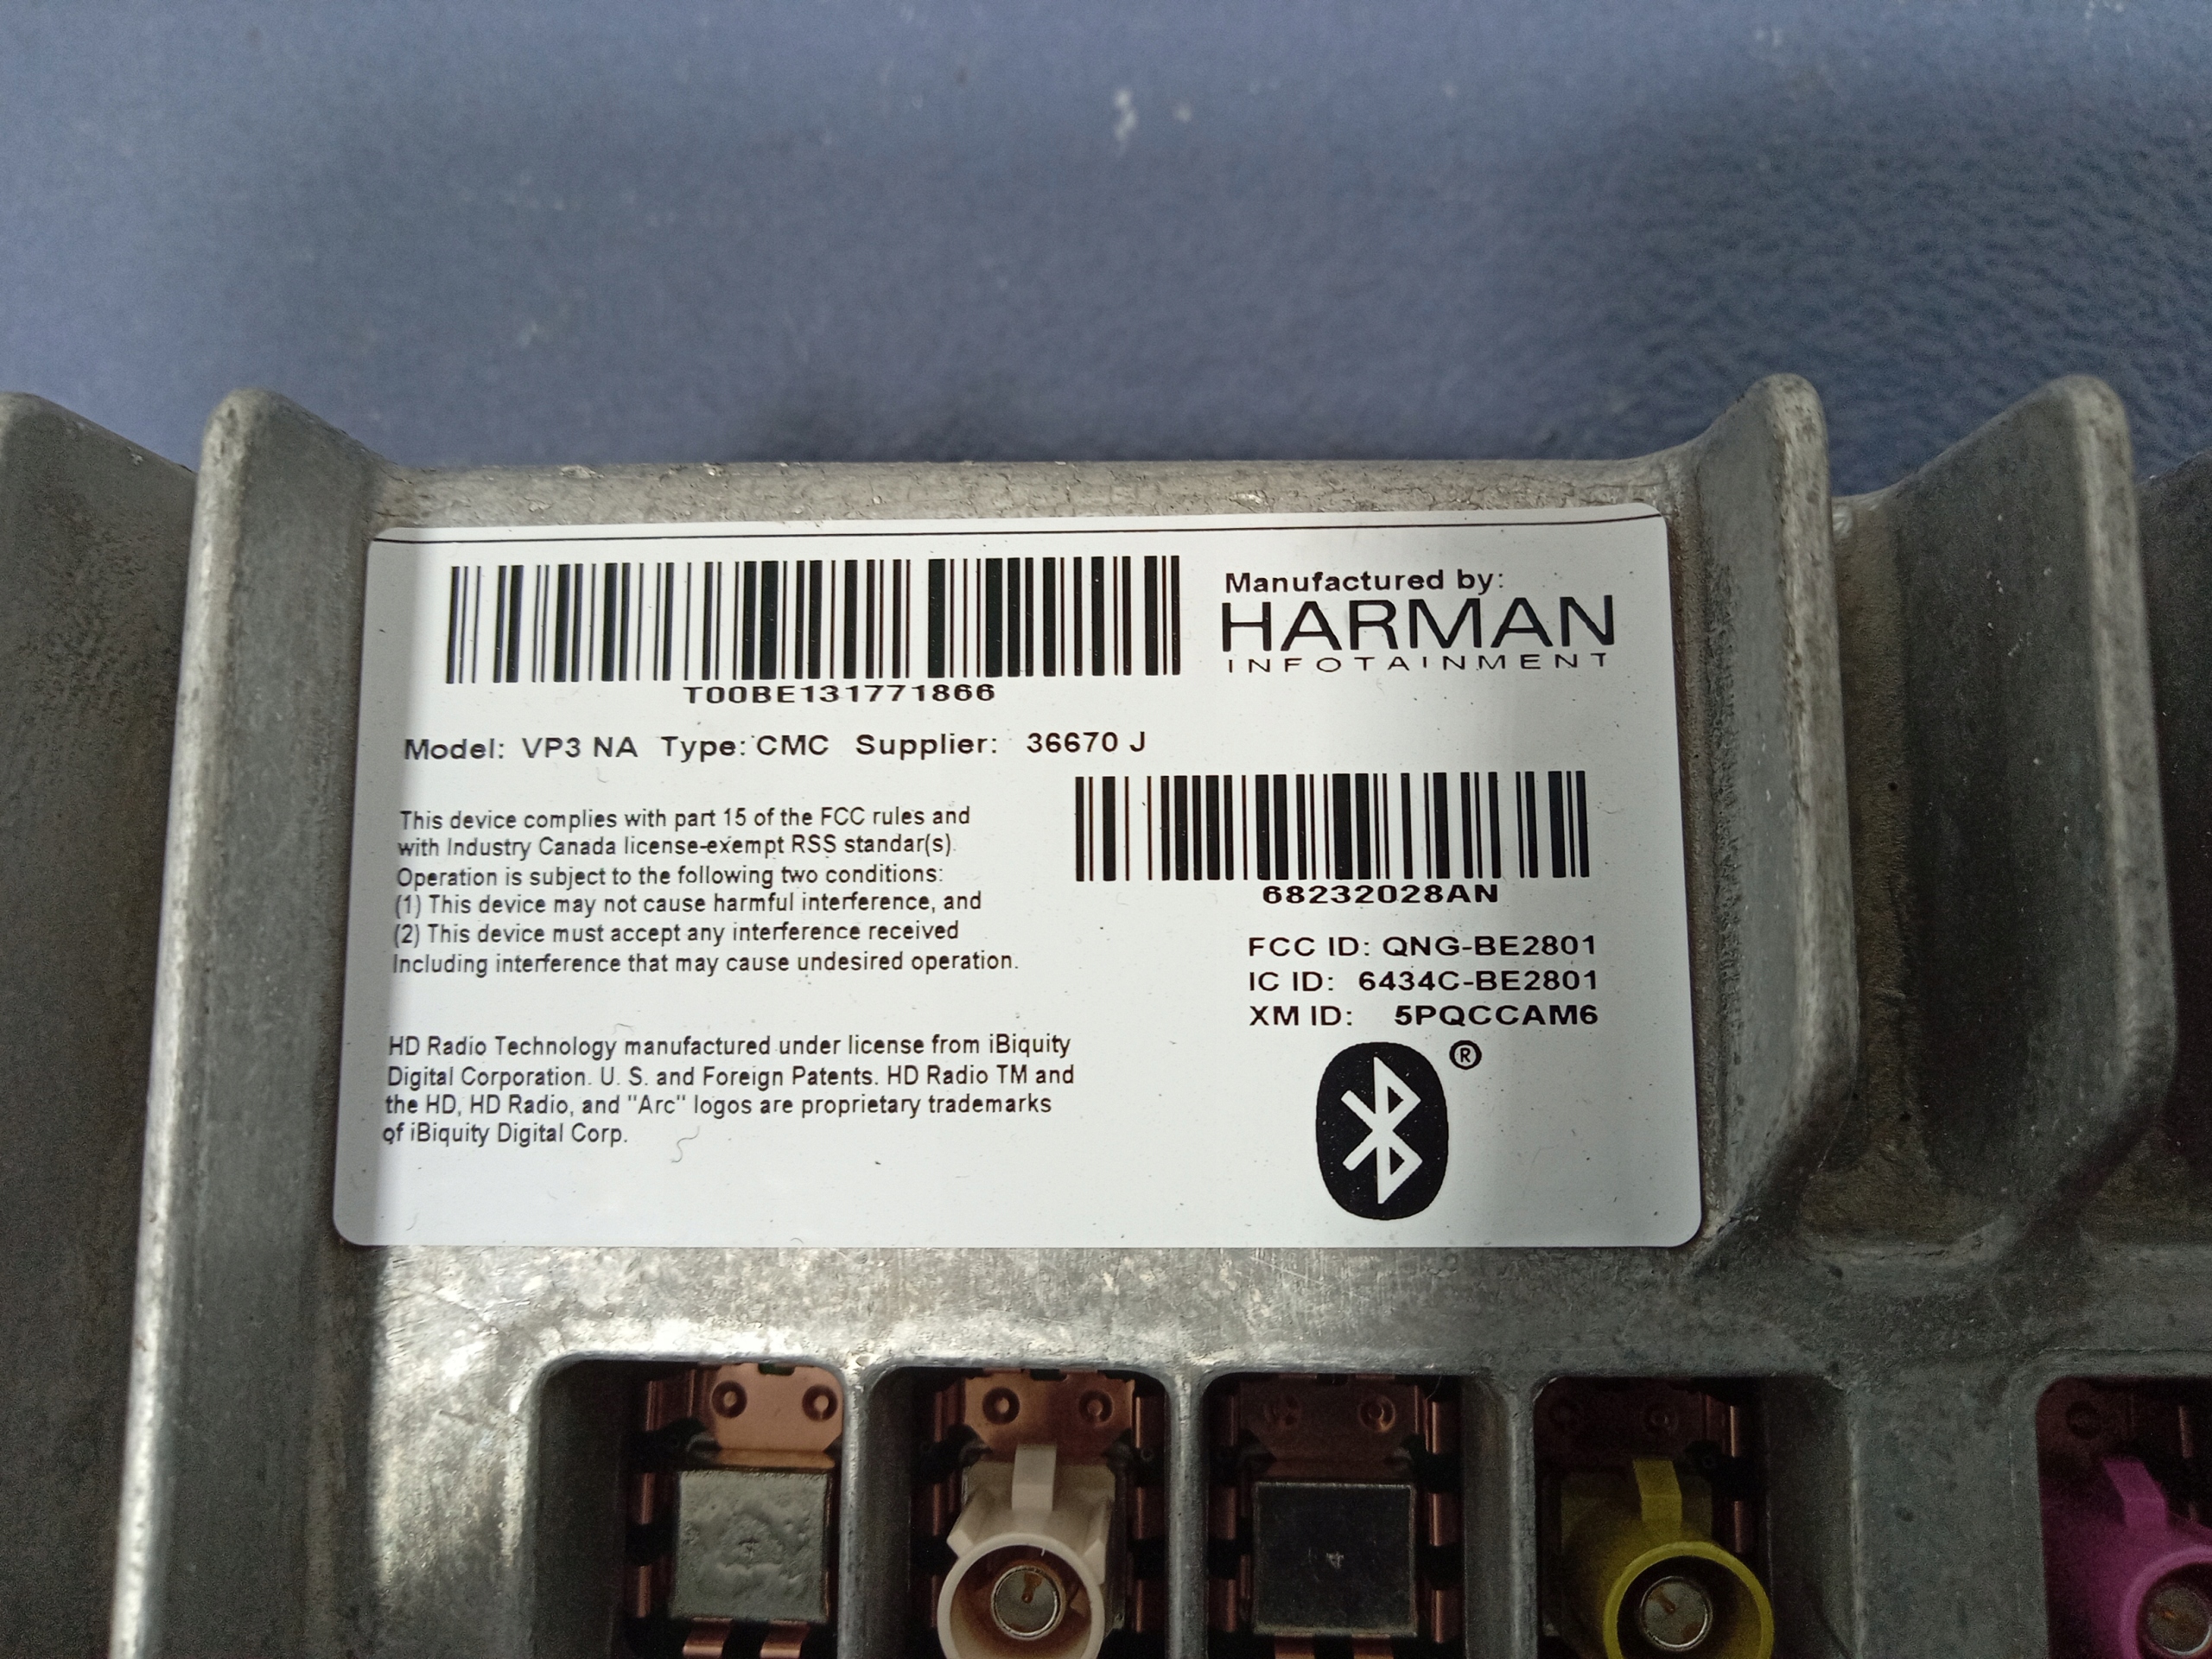 T00BE131771866
Manufactured by:
HARMAN
INFOTAINMENT
Model: VP3 NA Type: CMC Supplier: 36670 J
This device complies with part 15 of the FCC rules and
with Industry Canada license-exempt RSS standar(s).
Operation is subject to the following two conditions:
(1) This device may not cause harmful interference, and
(2) This device must accept any interference received
Including interference that may cause undesired operation.
68232028AN
FCC ID: QNG-BE2801
IC ID: 6434C-BE2801
XM ID: 5PQCCAM6
HD Radio Technology manufactured under license from iBiquity
Digital Corporation. U. S. and Foreign Patents. HD Radio TM and
the HD, HD Radio, and "Arc" logos are proprietary trademarks
of iBiquity Digital Corp.
®